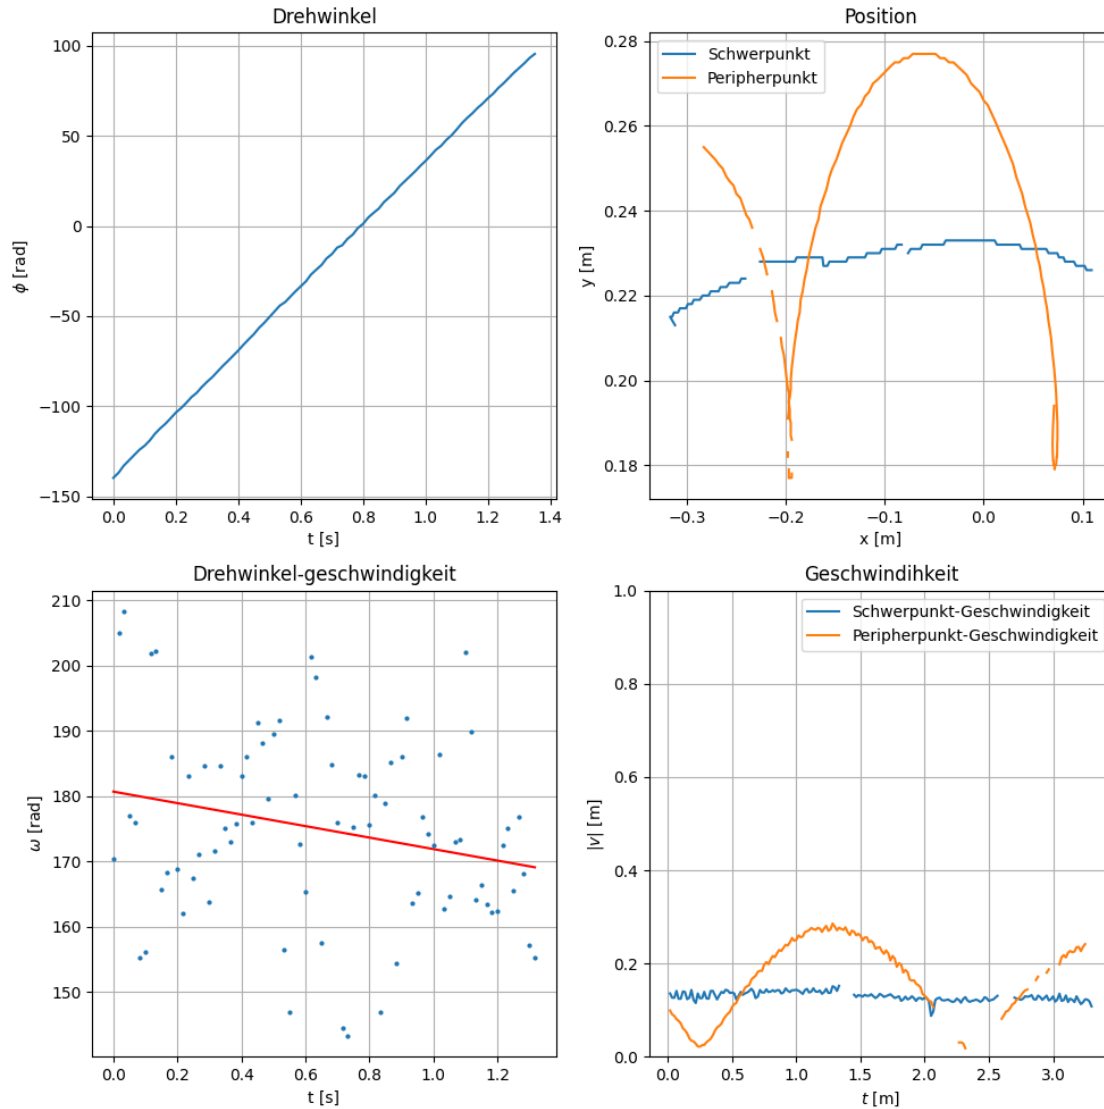 Drehwinkel
100
50
0
−50
−100
−150
ϕ [rad]
0.0 0.2 0.4 0.6 0.8 1.0 1.2 1.4
t [s]
Position
Schwerpunkt
Peripherpunkt
0.28
0.26
0.24
0.22
0.20
0.18
y [m]
−0.3 −0.2 −0.1 0.0 0.1
x [m]
Drehwinkel-geschwindigkeit
210
200
190
180
170
160
150
ω [rad]
0.0 0.2 0.4 0.6 0.8 1.0 1.2
t [s]
Geschwindihkeit
Schwerpunkt-Geschwindigkeit
Peripherpunkt-Geschwindigkeit
1.0
0.8
0.6
0.4
0.2
0.0
|v| [m]
0.0 0.5 1.0 1.5 2.0 2.5 3.0
t [m]